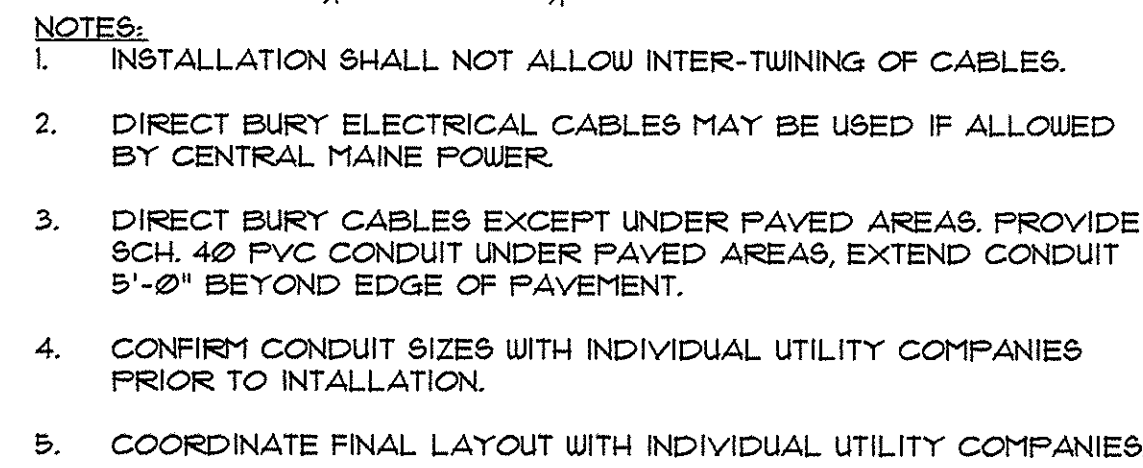 NOTES:
1. INSTALLATION SHALL NOT ALLOW INTER-TWINING OF CABLES.
2. DIRECT BURY ELECTRICAL CABLES MAY BE USED IF ALLOWED
BY CENTRAL MAINE POWER.
3. DIRECT BURY CABLES EXCEPT UNDER PAVED AREAS. PROVIDE
SCH. 40 PVC CONDUIT UNDER PAVED AREAS, EXTEND CONDUIT
5'-0" BEYOND EDGE OF PAVEMENT.
4. CONFIRM CONDUIT SIZES WITH INDIVIDUAL UTILITY COMPANIES
PRIOR TO INTALLATION.
5. COORDINATE FINAL LAYOUT WITH INDIVIDUAL UTILITY COMPANIES